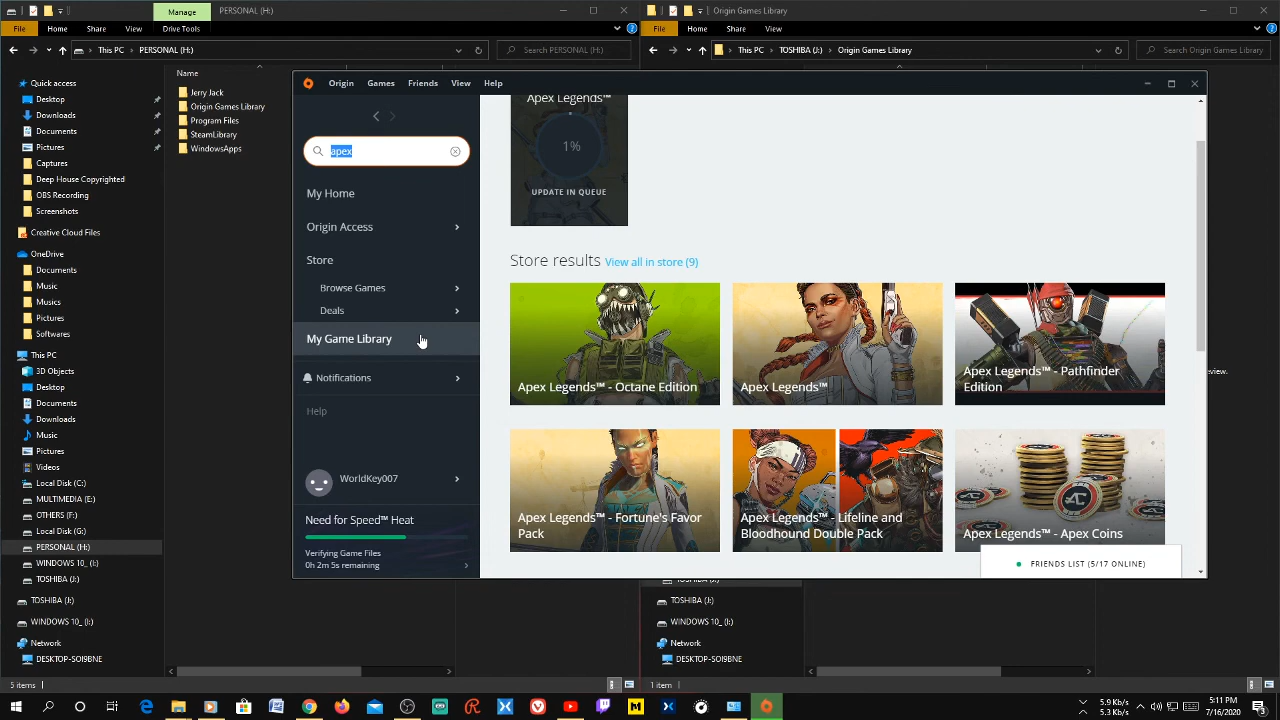 Manage
PERSONAL (H:)
File
Home
Share
View
Drive Tools
This PC
PERSONAL (H:)
Search PERSONAL (H:)
Quick access
Desktop
Downloads
Documents
Pictures
Captures
Deep House Copyrighted
OBS Recording
Screenshots
Creative Cloud Files
OneDrive
Documents
Music
Musics
Pictures
Softwares
This PC
3D Objects
Desktop
Documents
Downloads
Music
Pictures
Videos
Local Disk (C:)
MULTIMEDIA (E:)
OTHERS (F:)
Local Disk (G:)
PERSONAL (H:)
WINDOWS 10_ (I:)
TOSHIBA (J:)
TOSHIBA (J:)
WINDOWS 10_ (I:)
Network
DESKTOP-SOI9BNE
5 items
Name
Jerry Jack
Origin Games Library
Program Files
SteamLibrary
WindowsApps
Origin Games Library
File
Home
Share
View
This PC
TOSHIBA (J:)
Origin Games Library
Search Origin Games Library
Origin
Games
Friends
View
Help
apex
My Home
Origin Access
Store
Browse Games
Deals
My Game Library
Notifications
Help
WorldKey007
Need for Speed™ Heat
Verifying Game Files
0h 2m 5s remaining
Apex Legends™
1%
UPDATE IN QUEUE
Store results View all in store (9)
Apex Legends™ - Octane Edition
Apex Legends™
Apex Legends™ - Pathfinder
Edition
Apex Legends™ - Fortune's Favor
Pack
Apex Legends™ - Lifeline and
Bloodhound Double Pack
Apex Legends™ - Apex Coins
FRIENDS LIST (5/17 ONLINE)
TOSHIBA (J:)
TOSHIBA (J:)
WINDOWS 10_ (I:)
Network
DESKTOP-SOI9BNE
1 item
5.9 Kb/s
5.3 Kb/s
5:11 PM
7/16/2020